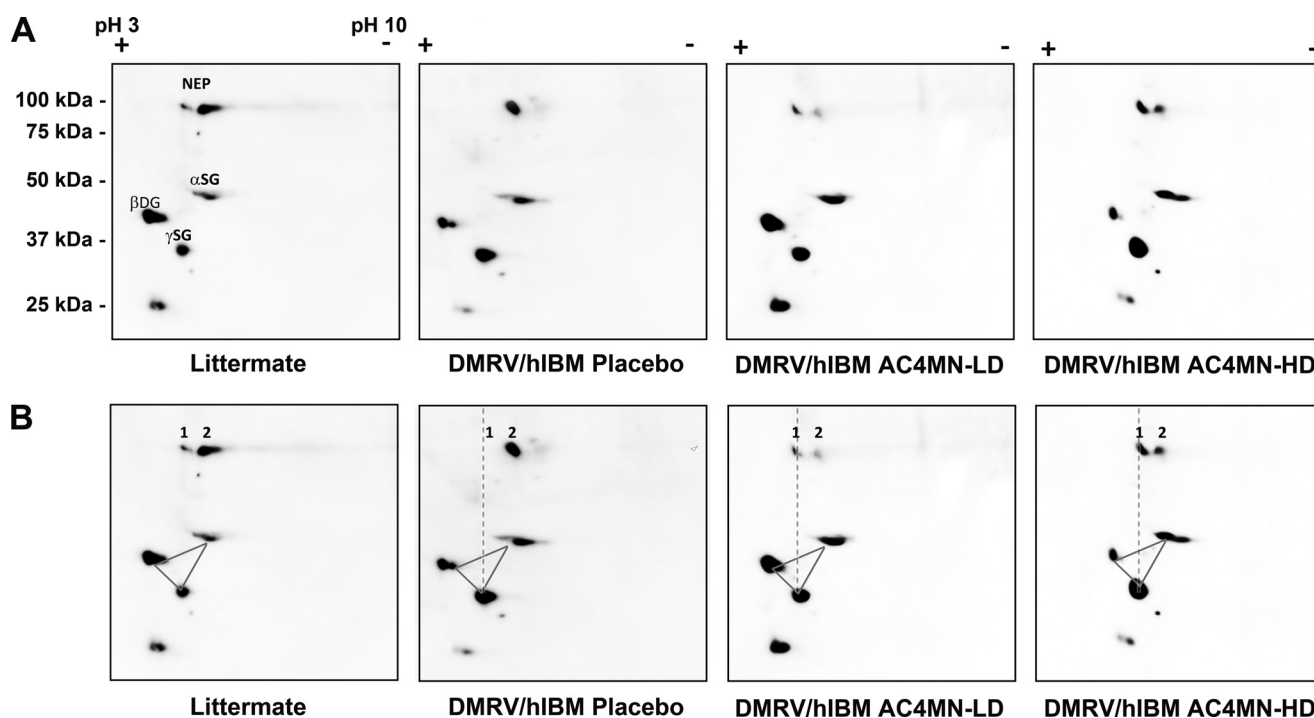 A
pH 3
pH 10
+
-
+
-
+
-
+
-
100 kDa -
75 kDa -
50 kDa -
37 kDa -
25 kDa -
NEP
αSG
βDG
γSG
Littermate
DMRV/hIBM Placebo
DMRV/hIBM AC4MN-LD
DMRV/hIBM AC4MN-HD
B
1 2
1 2
1 2
1 2
Littermate
DMRV/hIBM Placebo
DMRV/hIBM AC4MN-LD
DMRV/hIBM AC4MN-HD